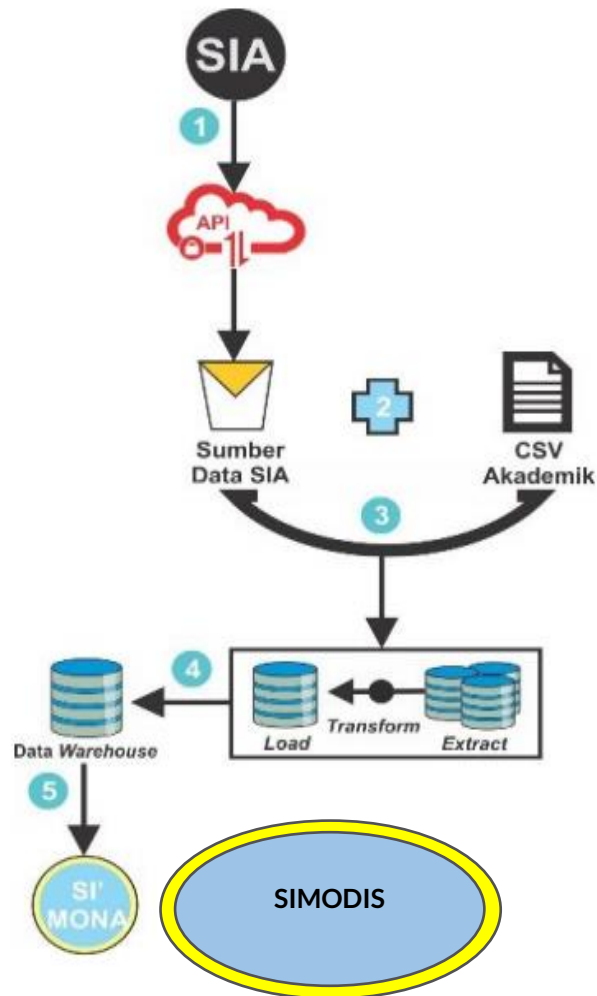 SIA
1
API
2
Sumber
Data SIA
CSV
Akademik
3
4
Load
Transform
Extract
Data Warehouse
5
SI'
MONA
SIMODIS